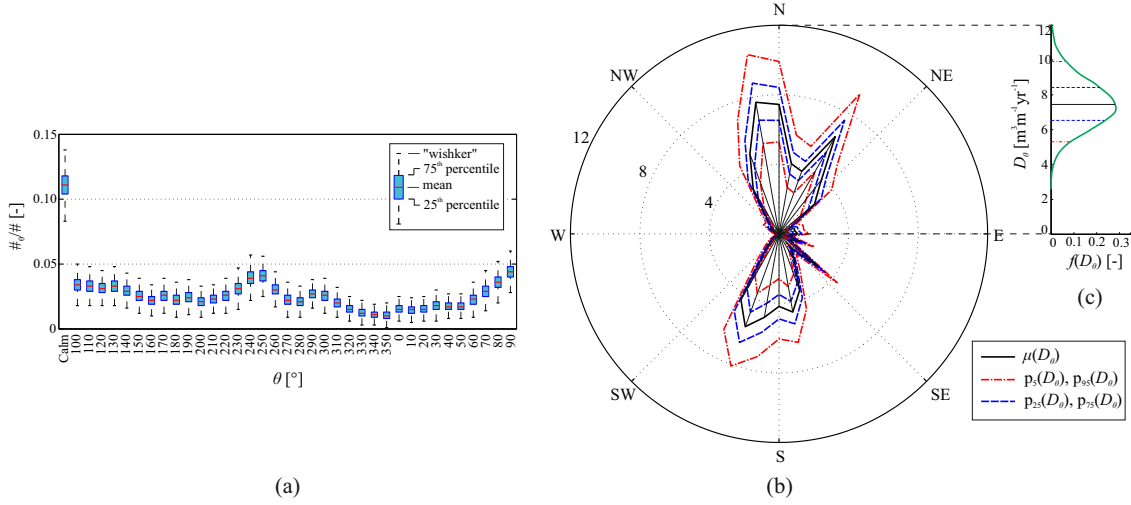 0.15
0.10
0.05
0
#θ/# [-]
"wishker"
75th percentile
mean
25th percentile
Calm
100
110
120
130
140
150
160
170
180
190
200
210
220
230
240
250
260
270
280
290
300
310
320
330
340
350
0
10
20
30
40
50
60
70
80
90
θ [°]
(a)
N
NW
NE
12
8
4
W
E
SW
SE
S
(b)
12
10
8
6
4
2
0
Dθ [m³m⁻¹yr⁻¹]
0
0.1
0.2
0.3
f(Dθ) [-]
(c)
μ(Dθ)
p5(Dθ), p95(Dθ)
p25(Dθ), p75(Dθ)